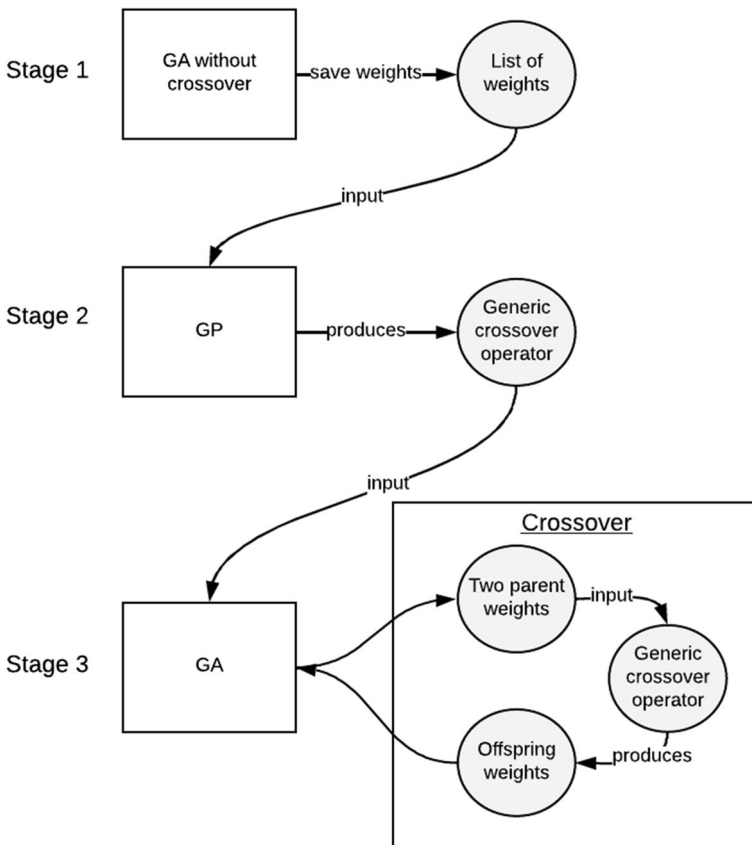 Stage 1
GA without
crossover
save weights
List of
weights
input
Stage 2
GP
produces
Generic
crossover
operator
input
Crossover
Two parent
weights
input
Stage 3
GA
Generic
crossover
operator
Offspring
weights
produces